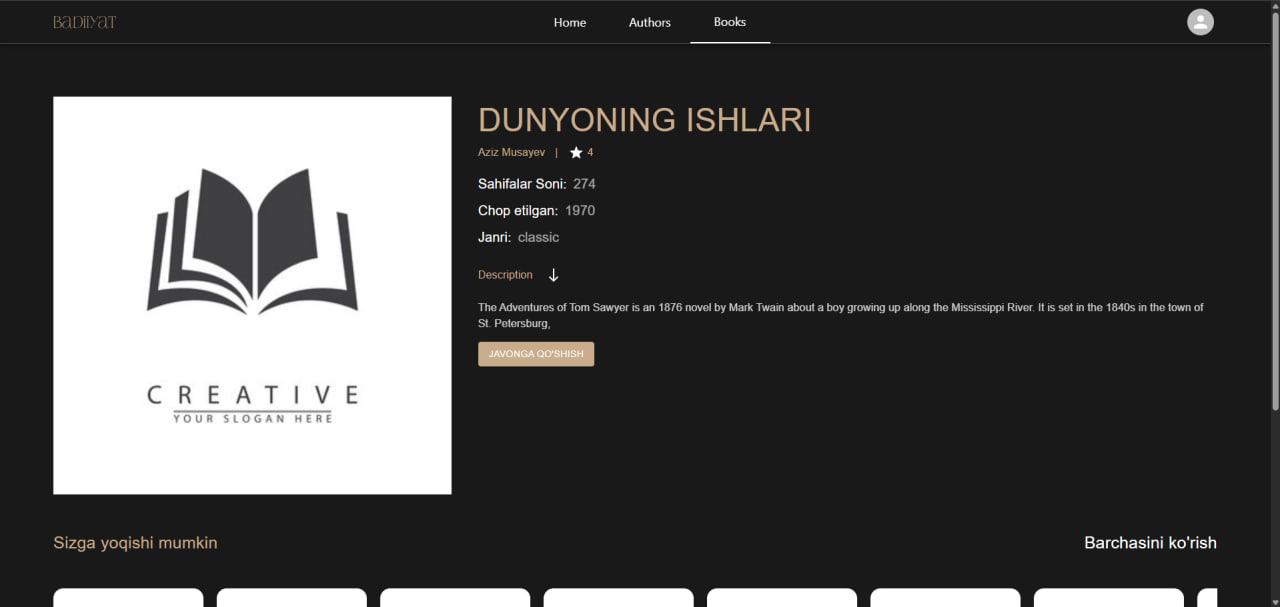 BADIIYAT
Home Authors Books
DUNYONING ISHLARI
Aziz Musayev | 4
Sahifalar Soni: 274
Chop etilgan: 1970
Janri: classic
Description
The Adventures of Tom Sawyer is an 1876 novel by Mark Twain about a boy growing up along the Mississippi River. It is set in the 1840s in the town of
St. Petersburg,
JAVONGA QO'SHISH
CREATIVE
YOUR SLOGAN HERE
Sizga yoqishi mumkin
Barchasini ko'rish